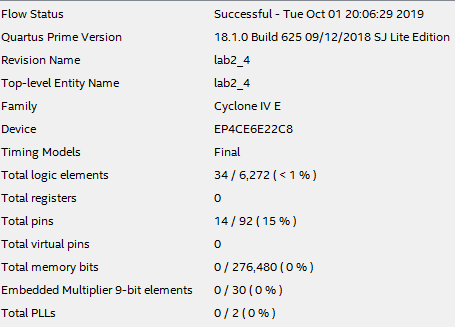 Flow Status Successful - Tue Oct 01 20:06:29 2019
Quartus Prime Version 18.1.0 Build 625 09/12/2018 SJ Lite Edition
Revision Name lab2_4
Top-level Entity Name lab2_4
Family Cyclone IV E
Device EP4CE6E22C8
Timing Models Final
Total logic elements 34 / 6,272 ( < 1 % )
Total registers 0
Total pins 14 / 92 ( 15 % )
Total virtual pins 0
Total memory bits 0 / 276,480 ( 0 % )
Embedded Multiplier 9-bit elements 0 / 30 ( 0 % )
Total PLLs 0 / 2 ( 0 % )